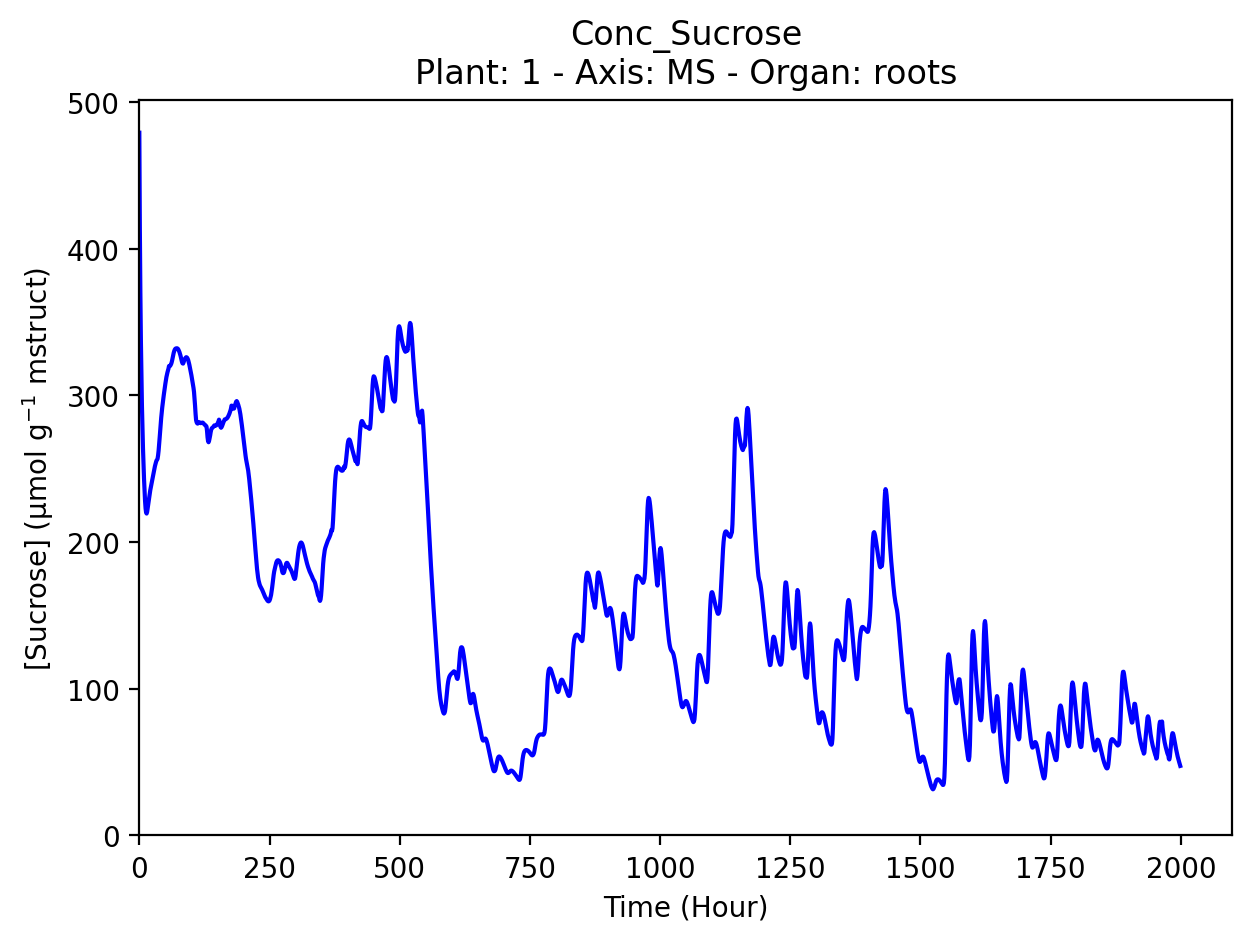 Conc_Sucrose
Plant: 1 - Axis: MS - Organ: roots
500
400
300
200
100
0
[Sucrose] (µmol g⁻¹ mstruct)
0 250 500 750 1000 1250 1500 1750 2000
Time (Hour)